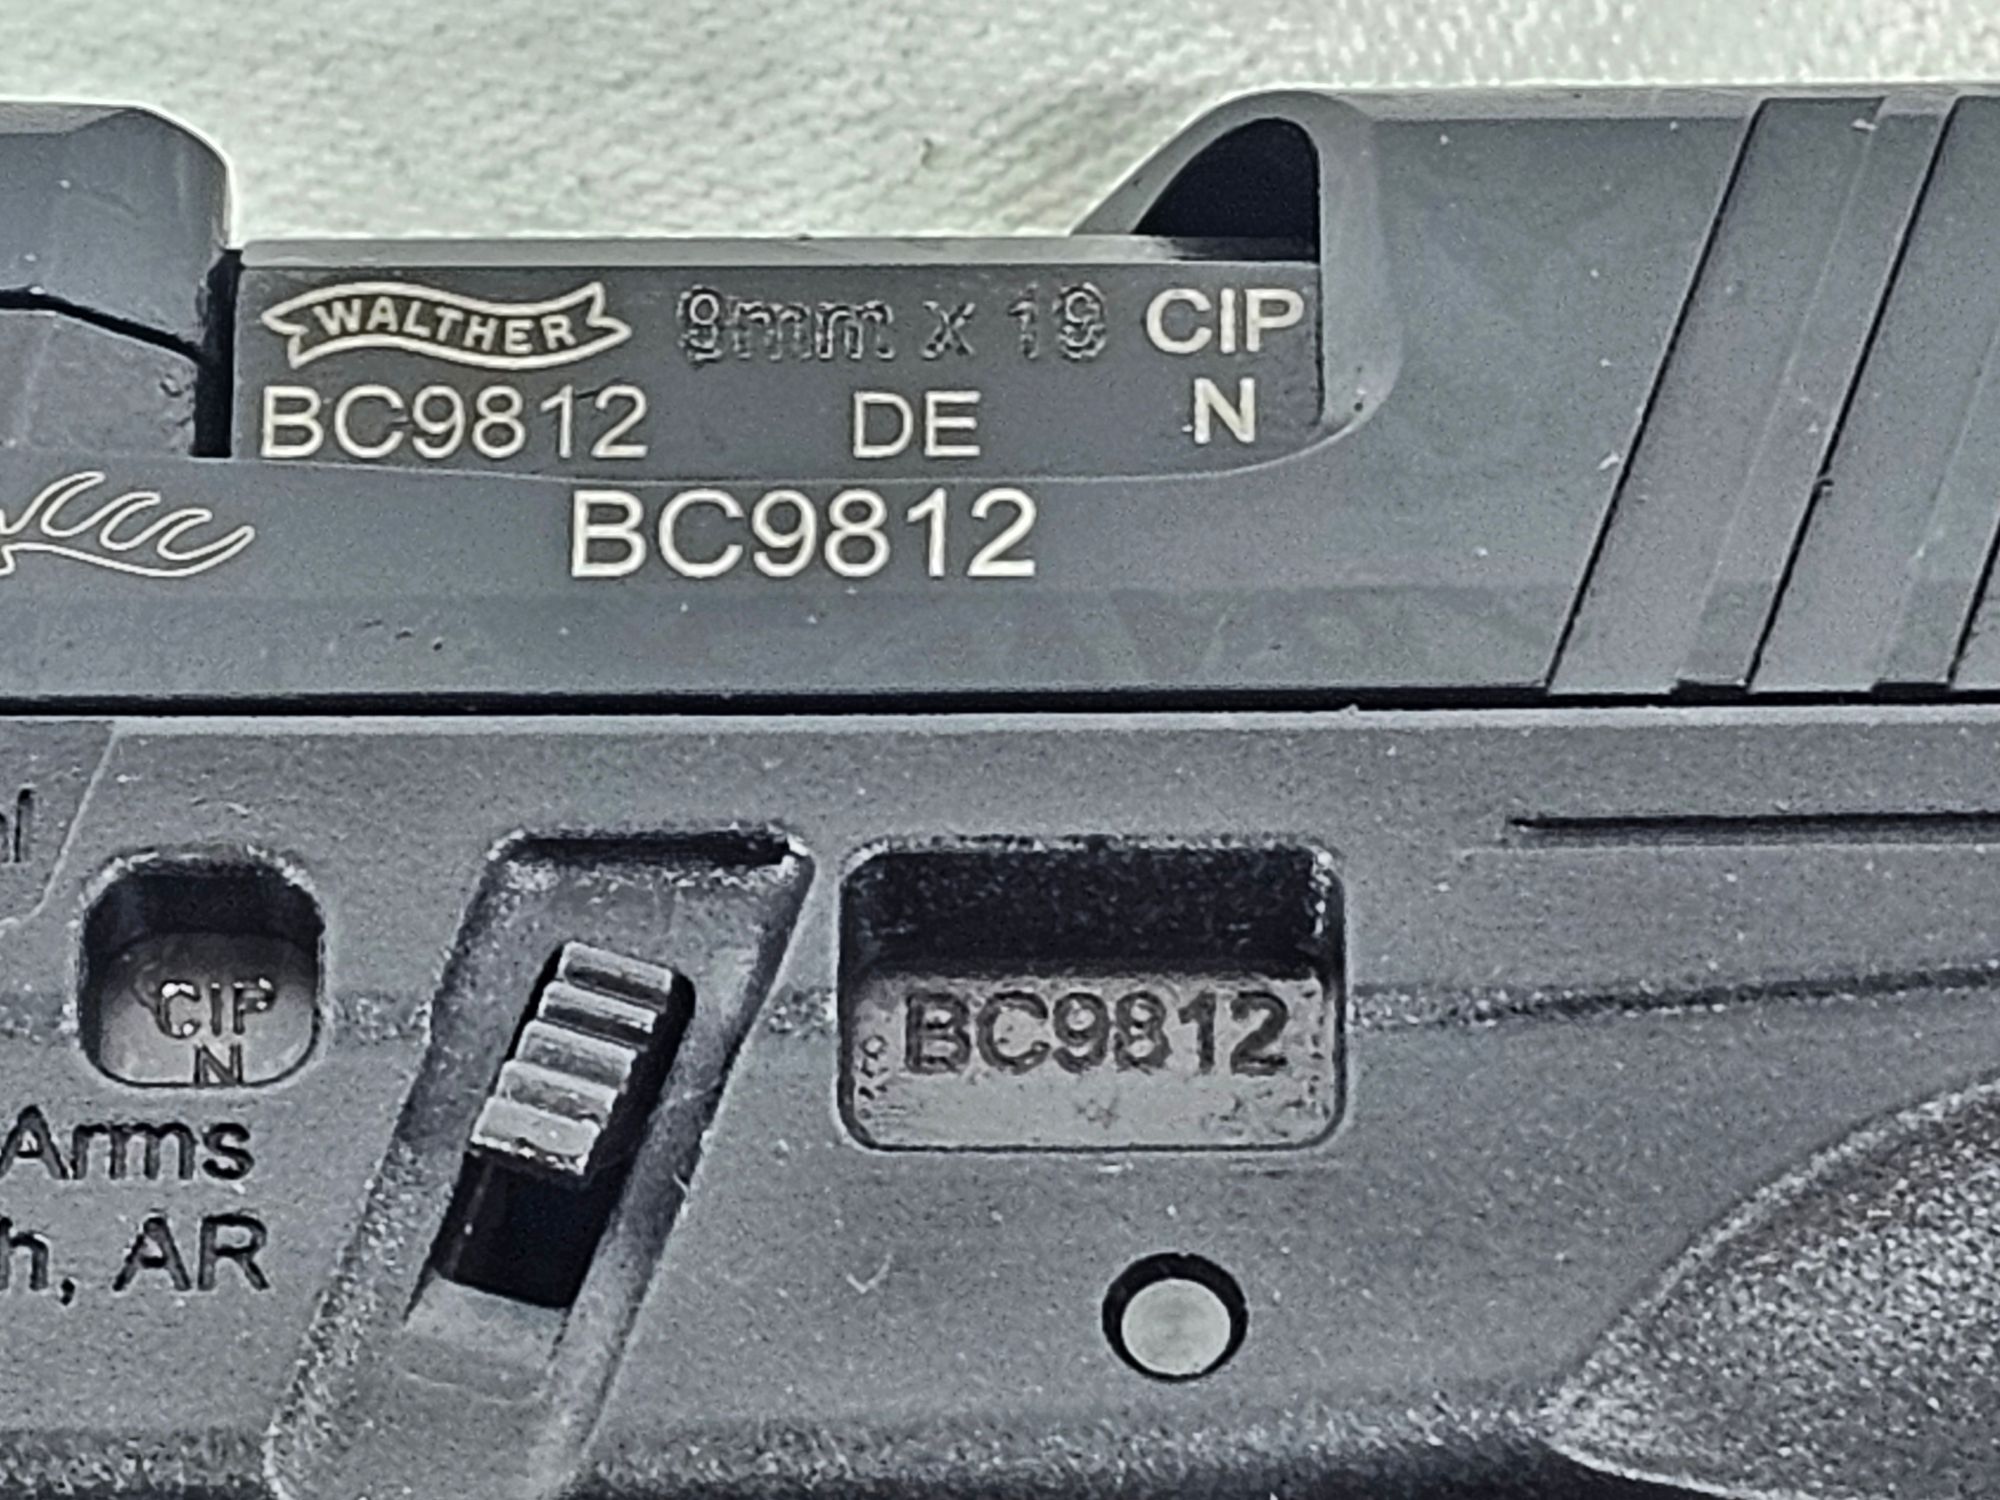 WALTHER 9mm x 19 CIP
BC9812 DE N
BC9812
CIP
N
BC9812
Arms
h, AR